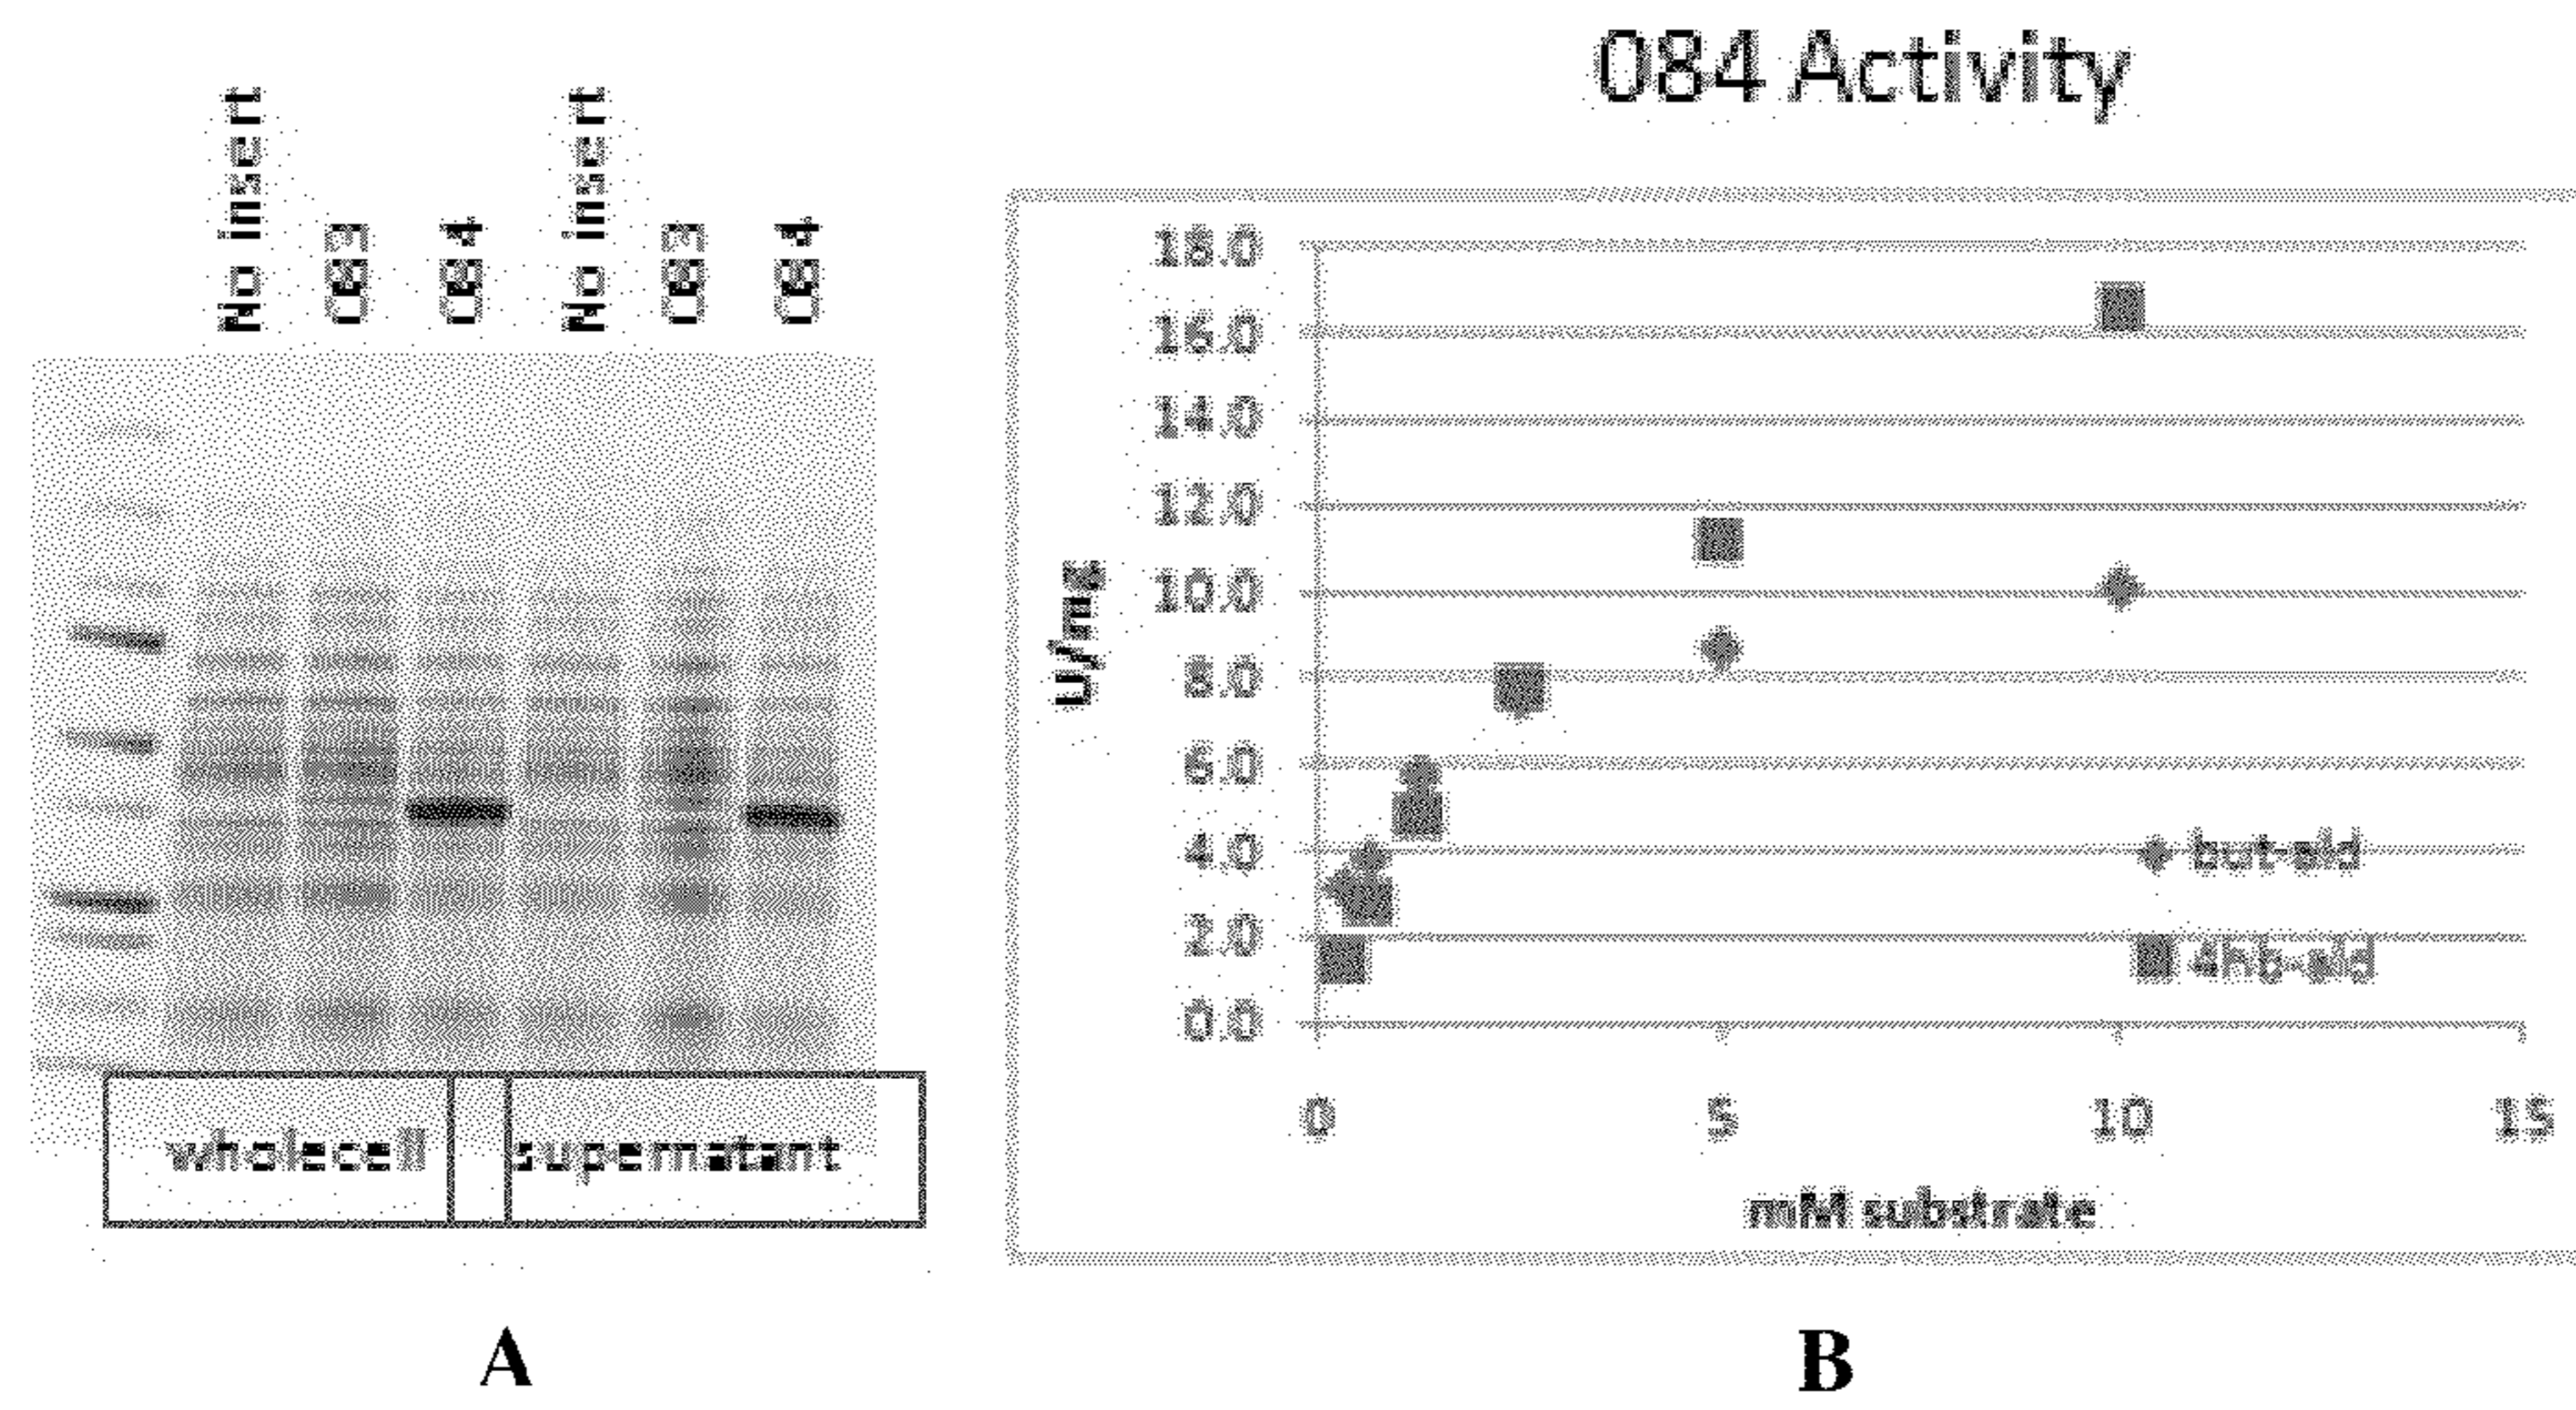 No insert
083
084
No insert
083
084
wholecell
supernatant
A
084 Activity
18.0
16.0
14.0
12.0
10.0
8.0
6.0
4.0
2.0
0.0
U/mg
but-ald
4hb-ald
0 5 10 15
mM substrate
B